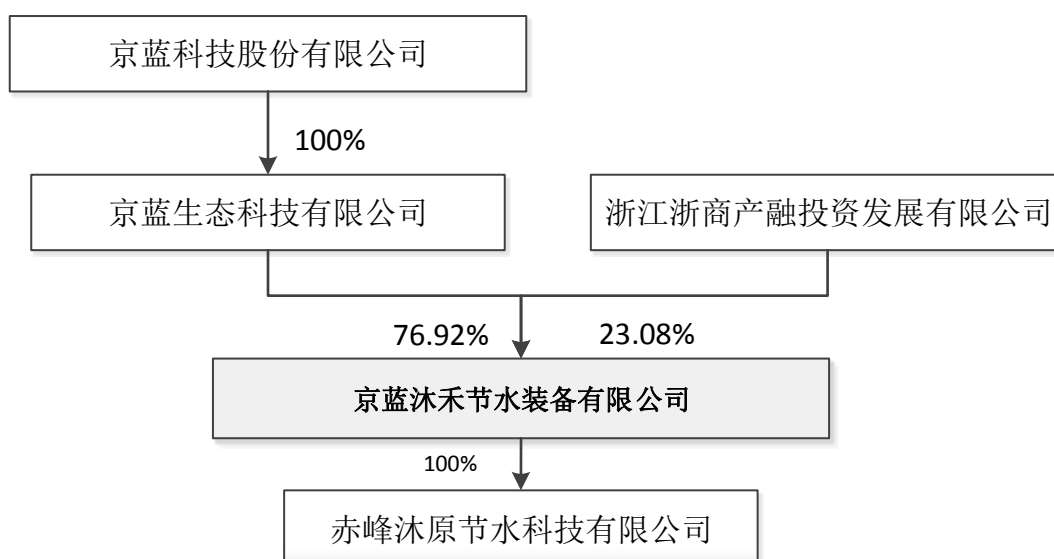 京蓝科技股份有限公司
100%
京蓝生态科技有限公司
浙江浙商产融投资发展有限公司
76.92%
23.08%
京蓝沐禾节水装备有限公司
100%
赤峰沐原节水科技有限公司